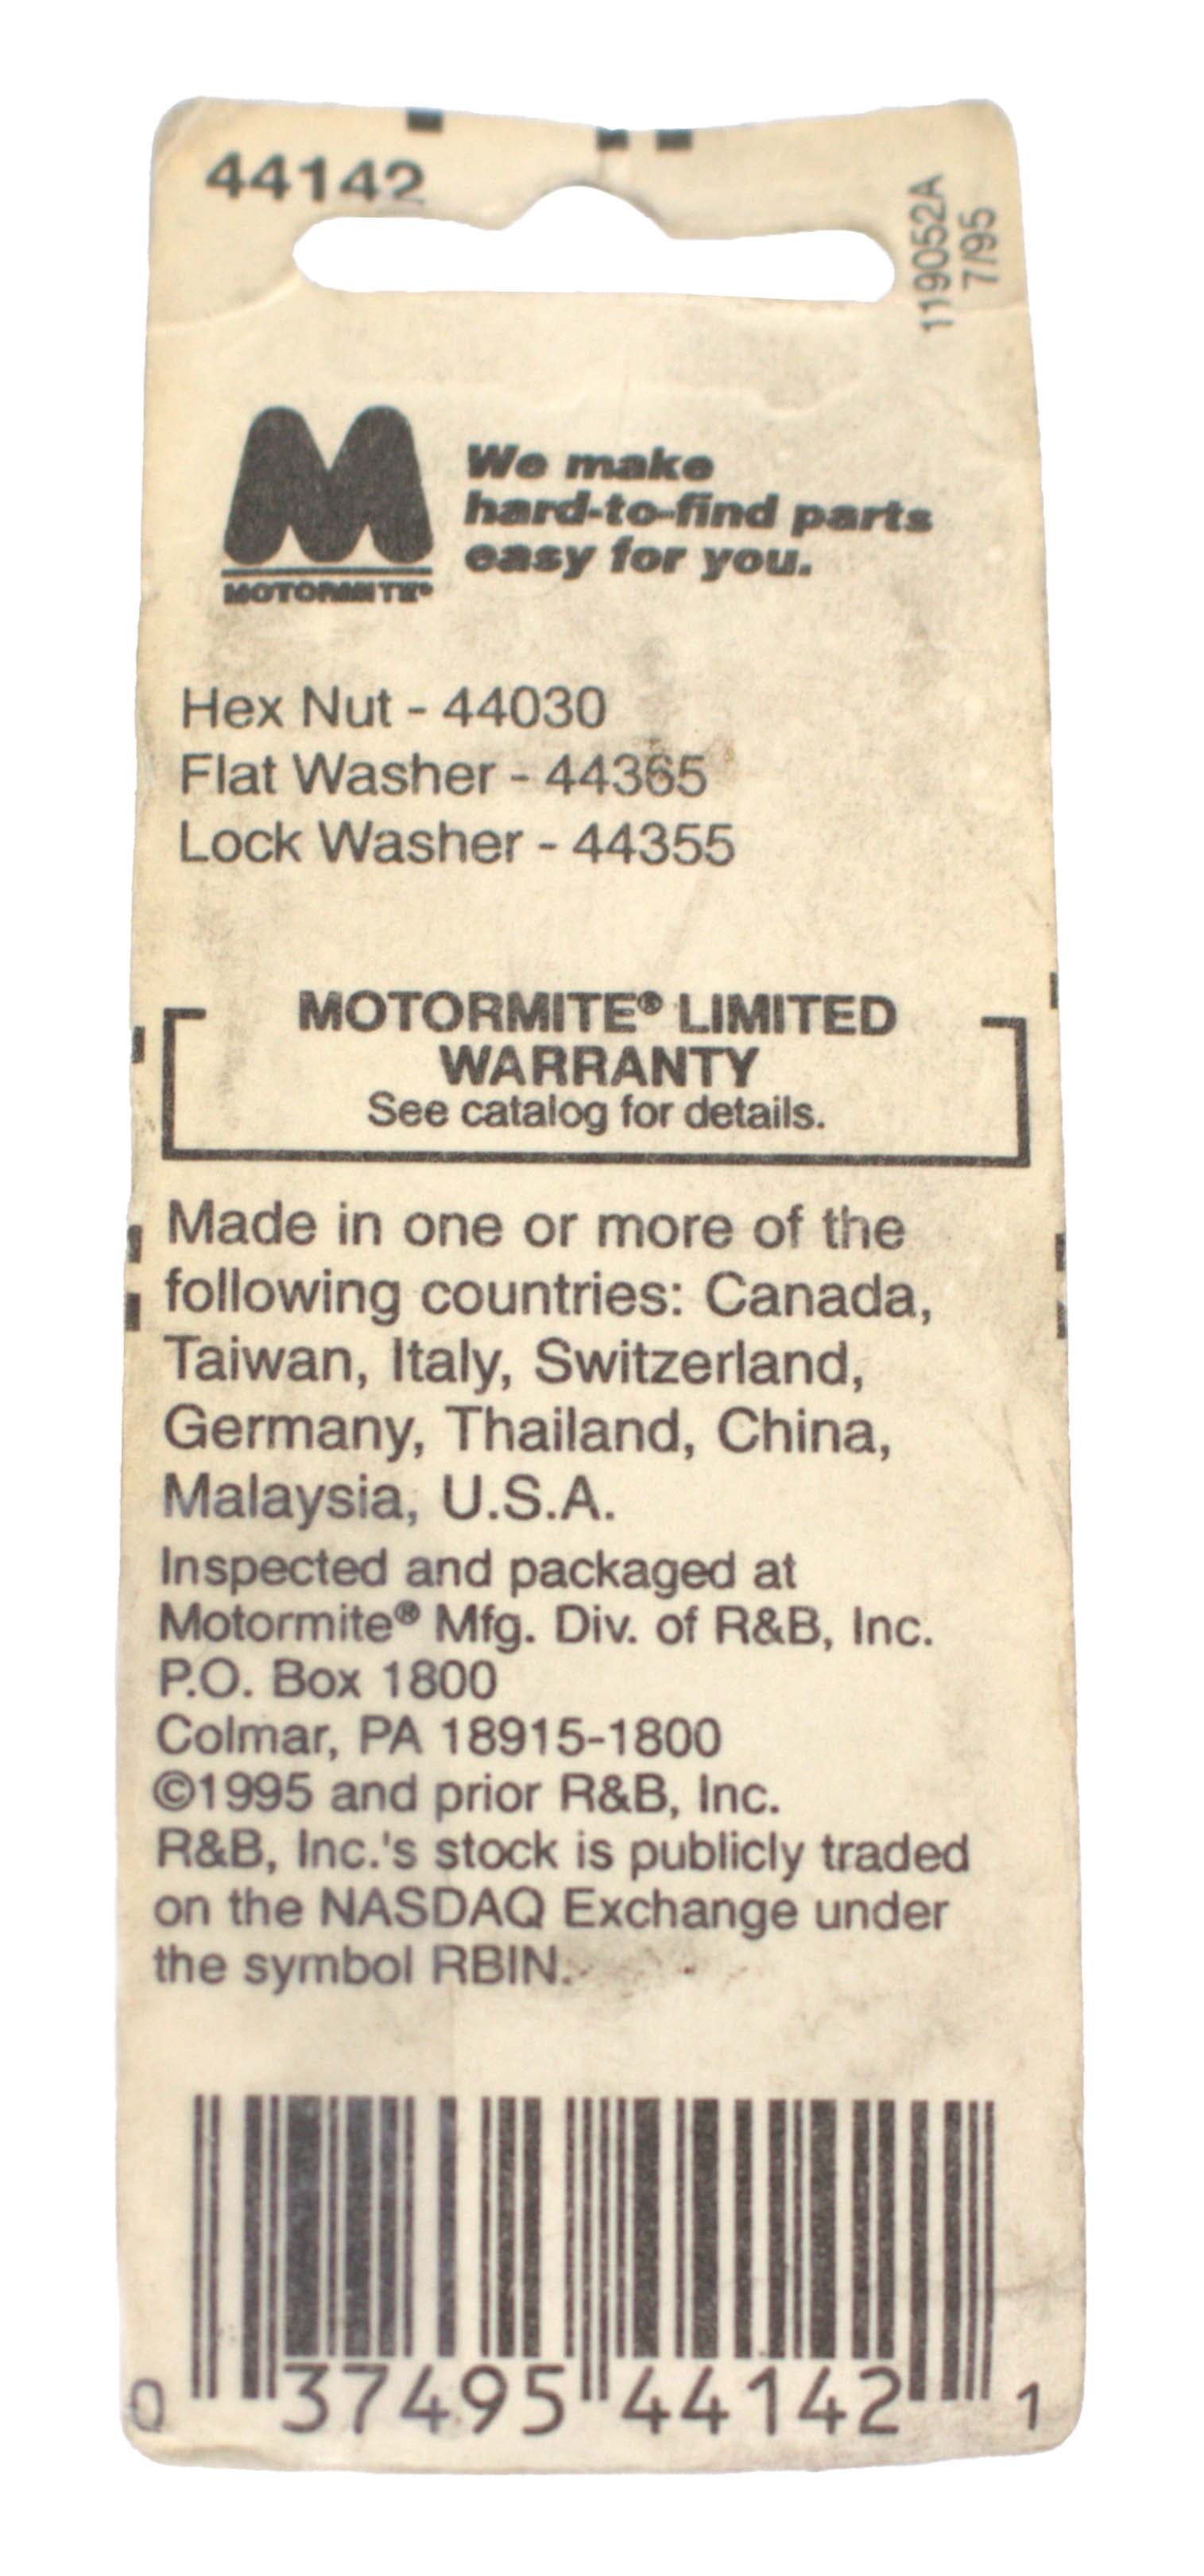 44142
119052A
7/95
We make
hard-to-find parts
easy for you.
MOTORMITE®
Hex Nut - 44030
Flat Washer - 44365
Lock Washer - 44355
MOTORMITE® LIMITED
WARRANTY
See catalog for details.
Made in one or more of the
following countries: Canada,
Taiwan, Italy, Switzerland,
Germany, Thailand, China,
Malaysia, U.S.A.
Inspected and packaged at
Motormite® Mfg. Div. of R&B, Inc.
P.O. Box 1800
Colmar, PA 18915-1800
©1995 and prior R&B, Inc.
R&B, Inc.'s stock is publicly traded
on the NASDAQ Exchange under
the symbol RBIN.
0 37495 44142 1